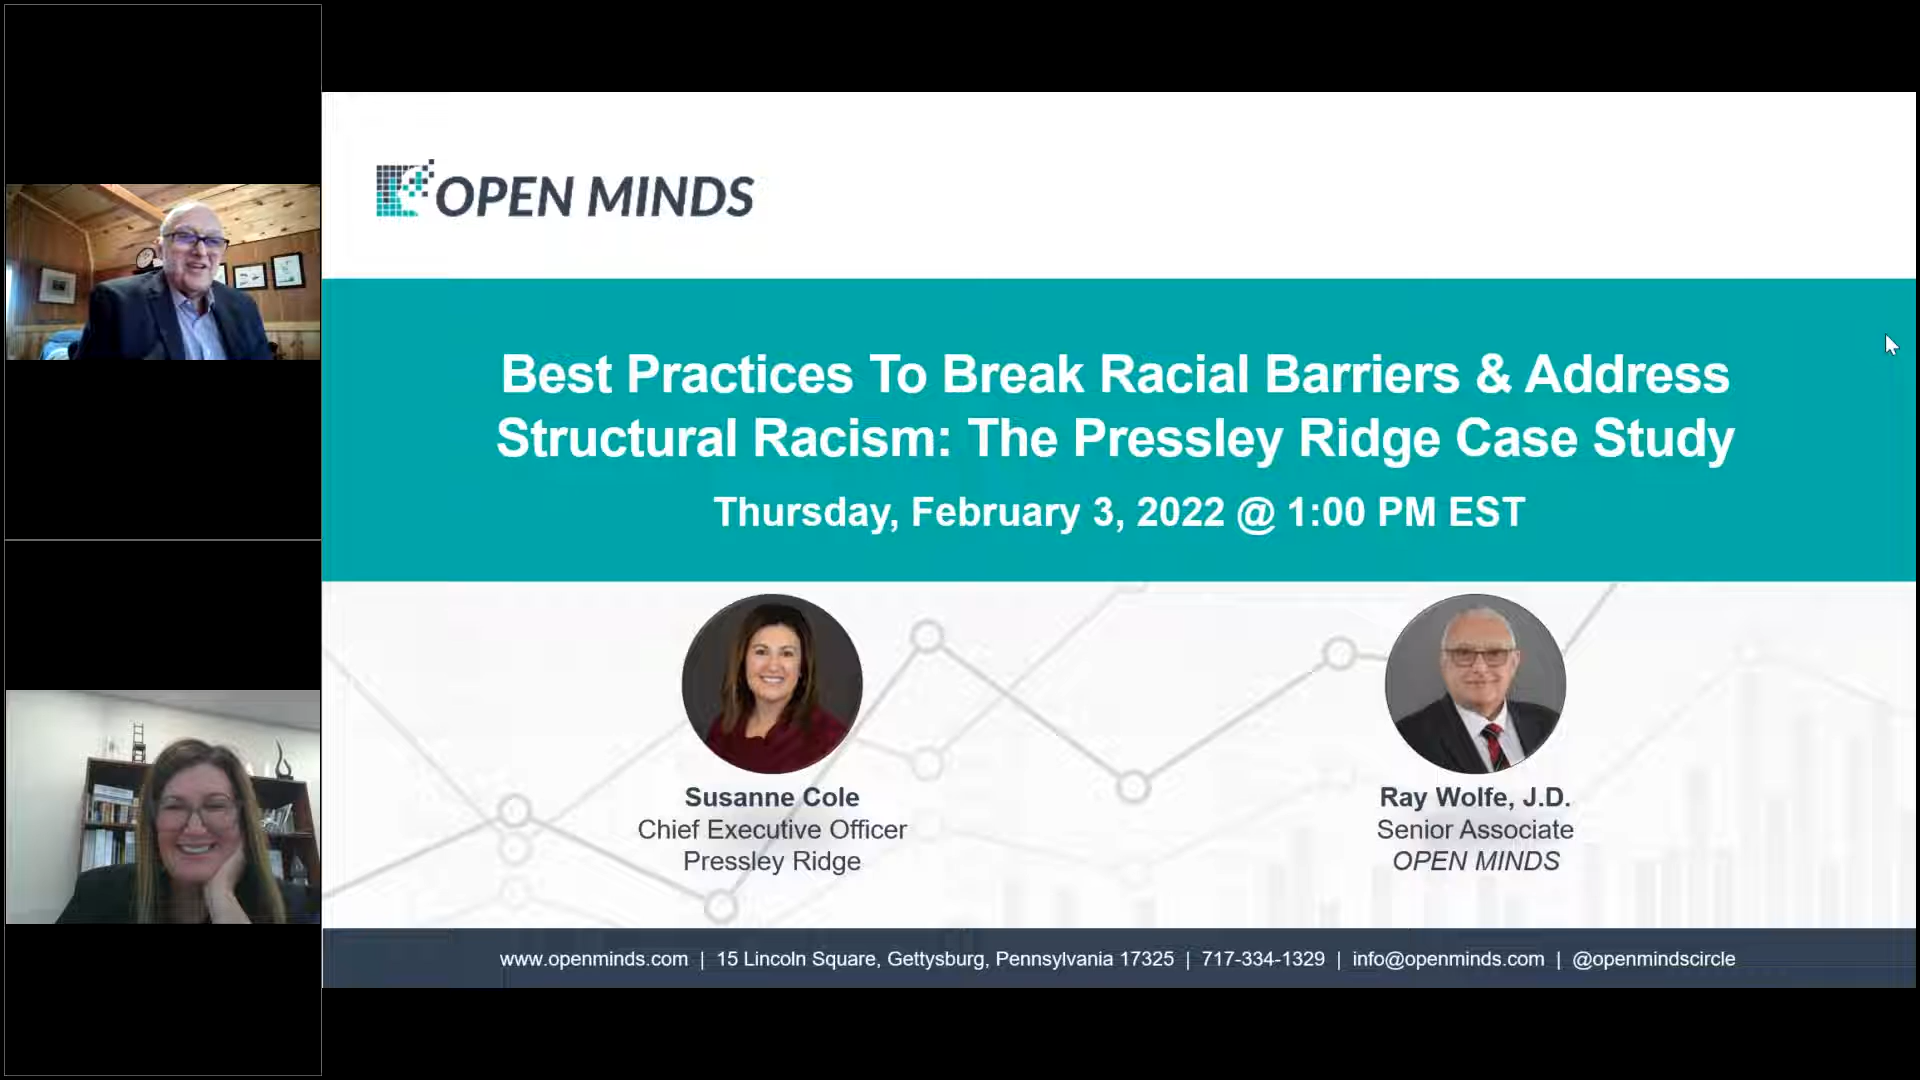 OPEN MINDS
Best Practices To Break Racial Barriers & Address
Structural Racism: The Pressley Ridge Case Study
Thursday, February 3, 2022 @ 1:00 PM EST
Susanne Cole
Chief Executive Officer
Pressley Ridge
Ray Wolfe, J.D.
Senior Associate
OPEN MINDS
www.openminds.com | 15 Lincoln Square, Gettysburg, Pennsylvania 17325 | 717-334-1329 | info@openminds.com | @openmindscircle